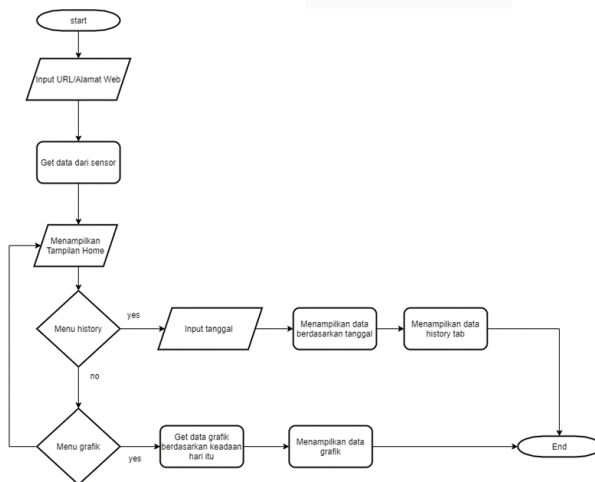 start
Input URL/Alamat Web
Get data dari sensor
Menampilkan
Tampilan Home
Menu history
yes
Input tanggal
Menampilkan data
berdasarkan tanggal
Menampilkan data
history tab
no
Menu grafik
yes
Get data grafik
berdasarkan keadaan
hari itu
Menampilkan data
grafik
End